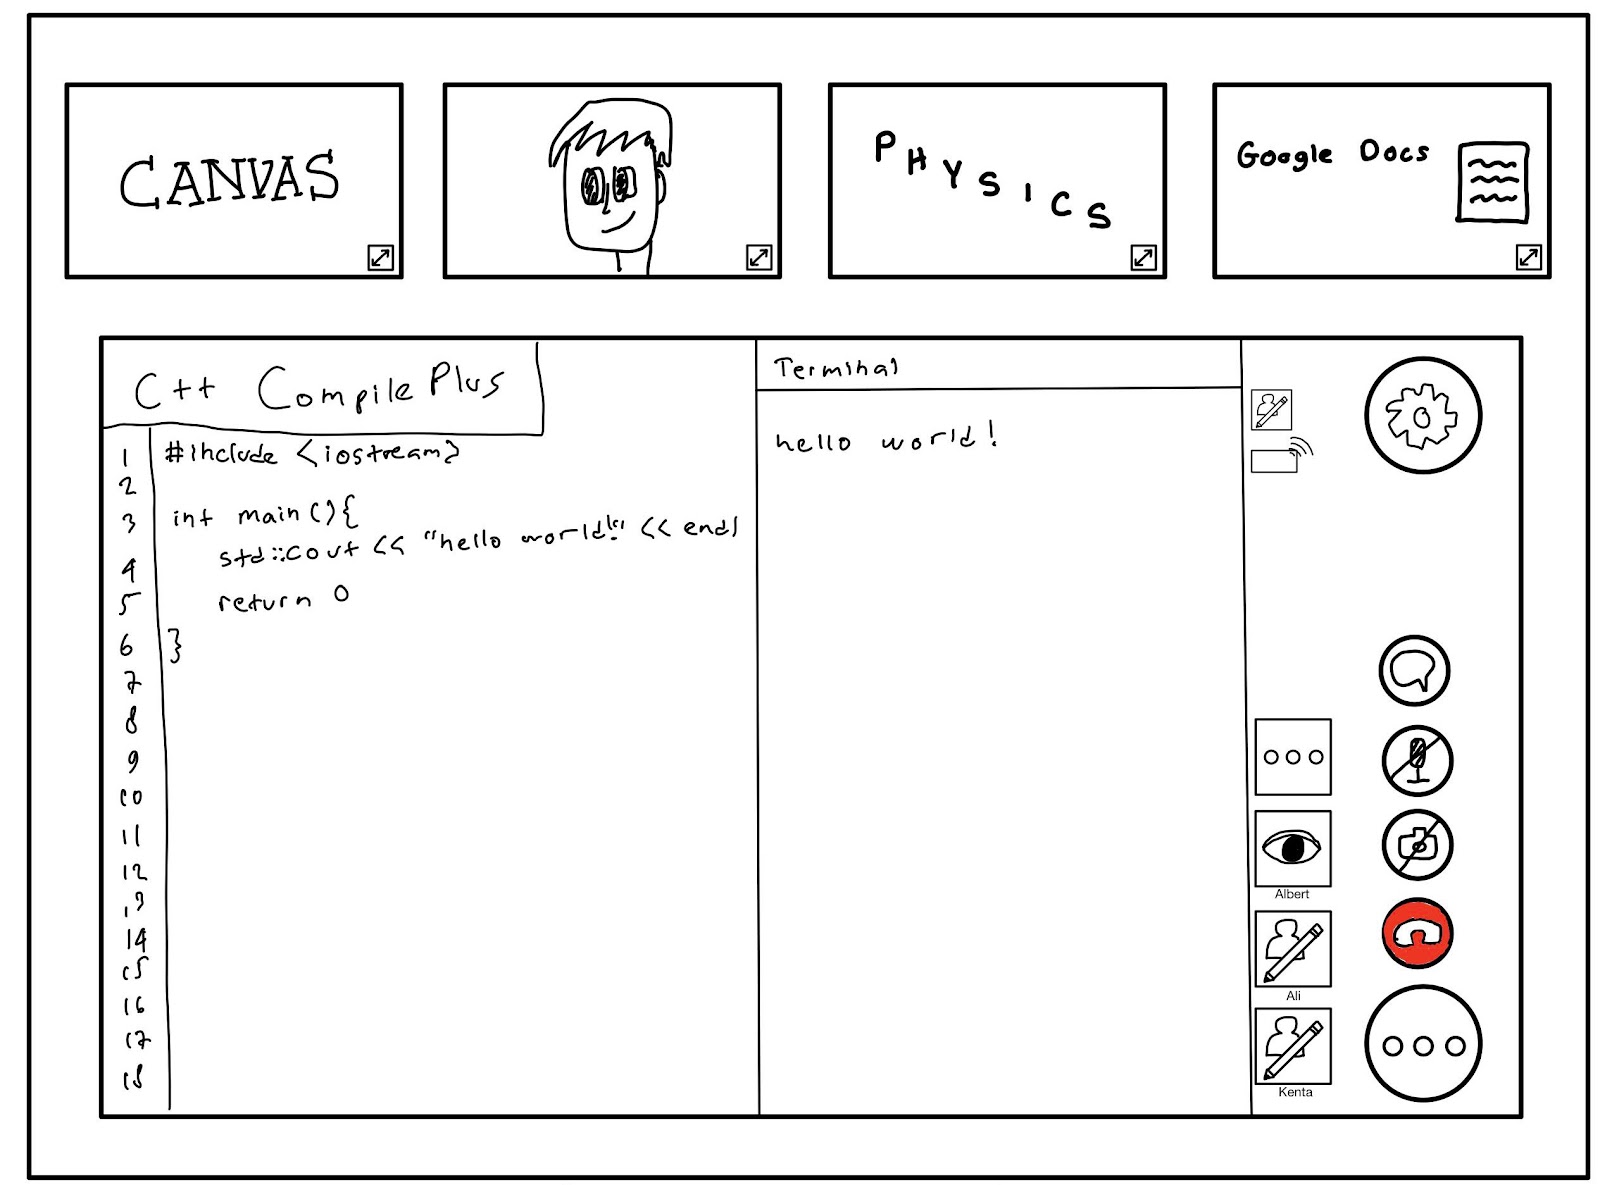 CANVAS
PHYSICS
Google Docs
C++ Compile Plus
1 #include <iostream>
2
3 int main(){
4 std::cout << "hello world!" << endl
5 return 0
6 }
7
8
9
10
11
12
13
14
15
16
17
18
Terminal
hello world!
Albert
Ali
Kenta